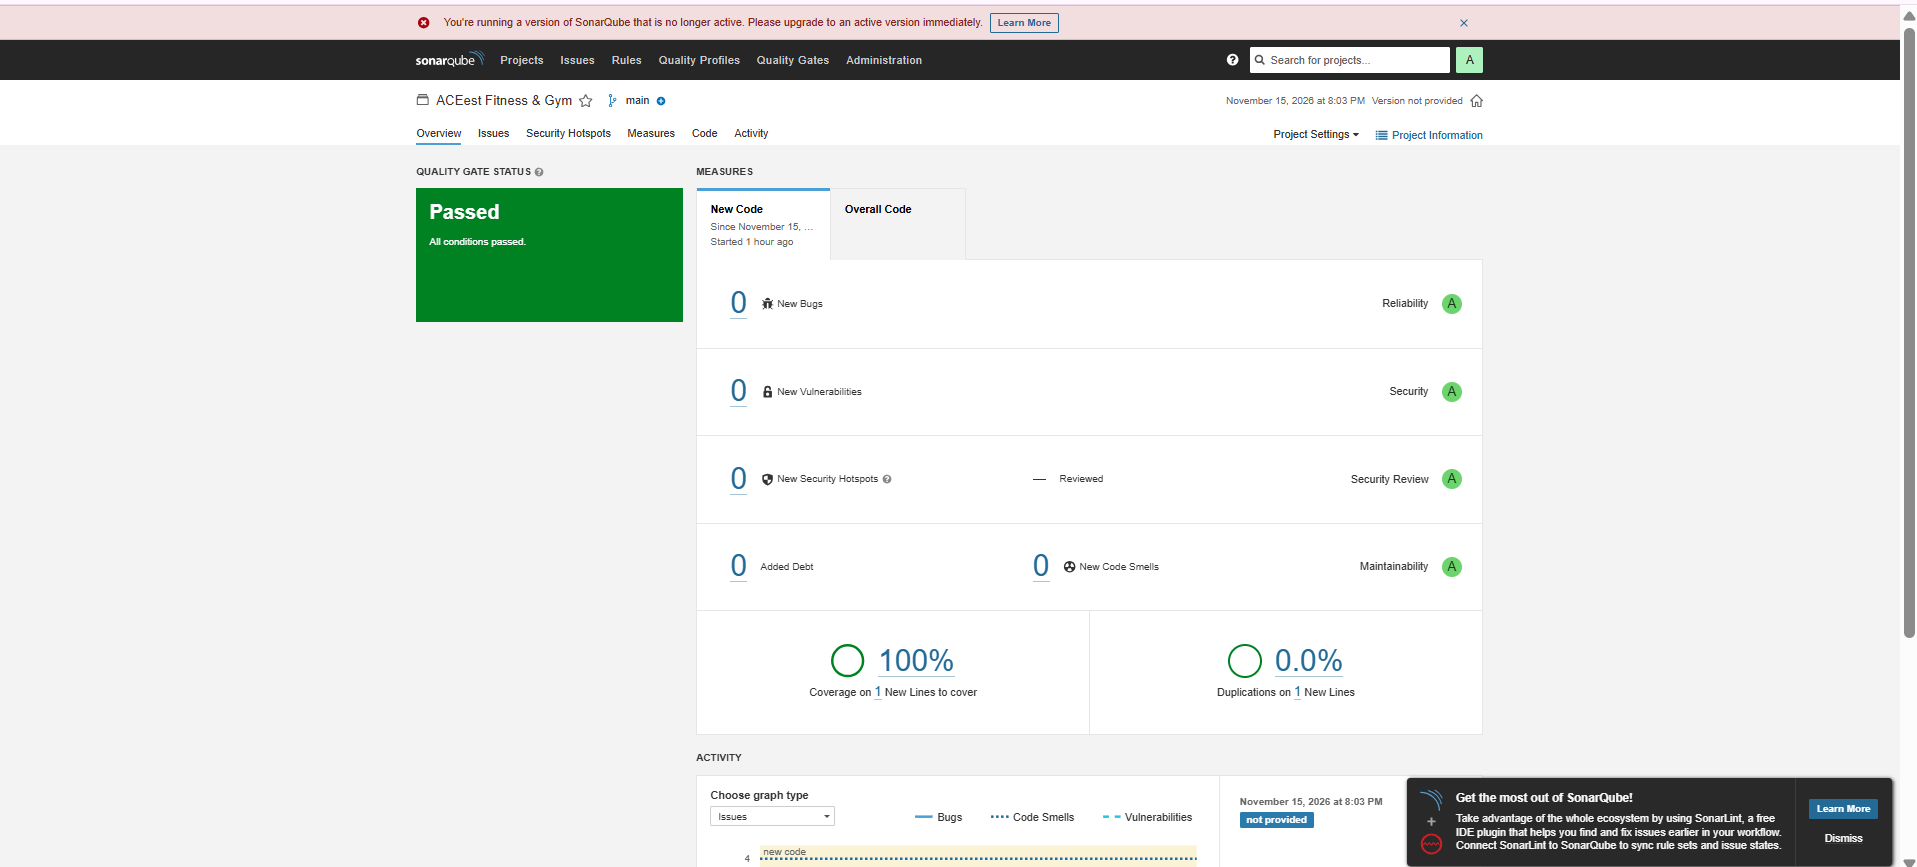 You're running a version of SonarQube that is no longer active. Please upgrade to an active version immediately. Learn More
sonarqube Projects Issues Rules Quality Profiles Quality Gates Administration Search for projects... A
ACEest Fitness & Gym main November 15, 2026 at 8:03 PM Version not provided
Overview Issues Security Hotspots Measures Code Activity Project Settings Project Information
QUALITY GATE STATUS
Passed
All conditions passed.
MEASURES
New Code
Since November 15, ...
Started 1 hour ago
Overall Code
0 New Bugs Reliability A
0 New Vulnerabilities Security A
0 New Security Hotspots — Reviewed Security Review A
0 Added Debt 0 New Code Smells Maintainability A
100%
Coverage on 1 New Lines to cover
0.0%
Duplications on 1 New Lines
ACTIVITY
Choose graph type
Issues
Bugs Code Smells Vulnerabilities
new code
4
November 15, 2026 at 8:03 PM
not provided
Get the most out of SonarQube!
Take advantage of the whole ecosystem by using SonarLint, a free
IDE plugin that helps you find and fix issues earlier in your workflow.
Connect SonarLint to SonarQube to sync rule sets and issue states.
Learn More
Dismiss